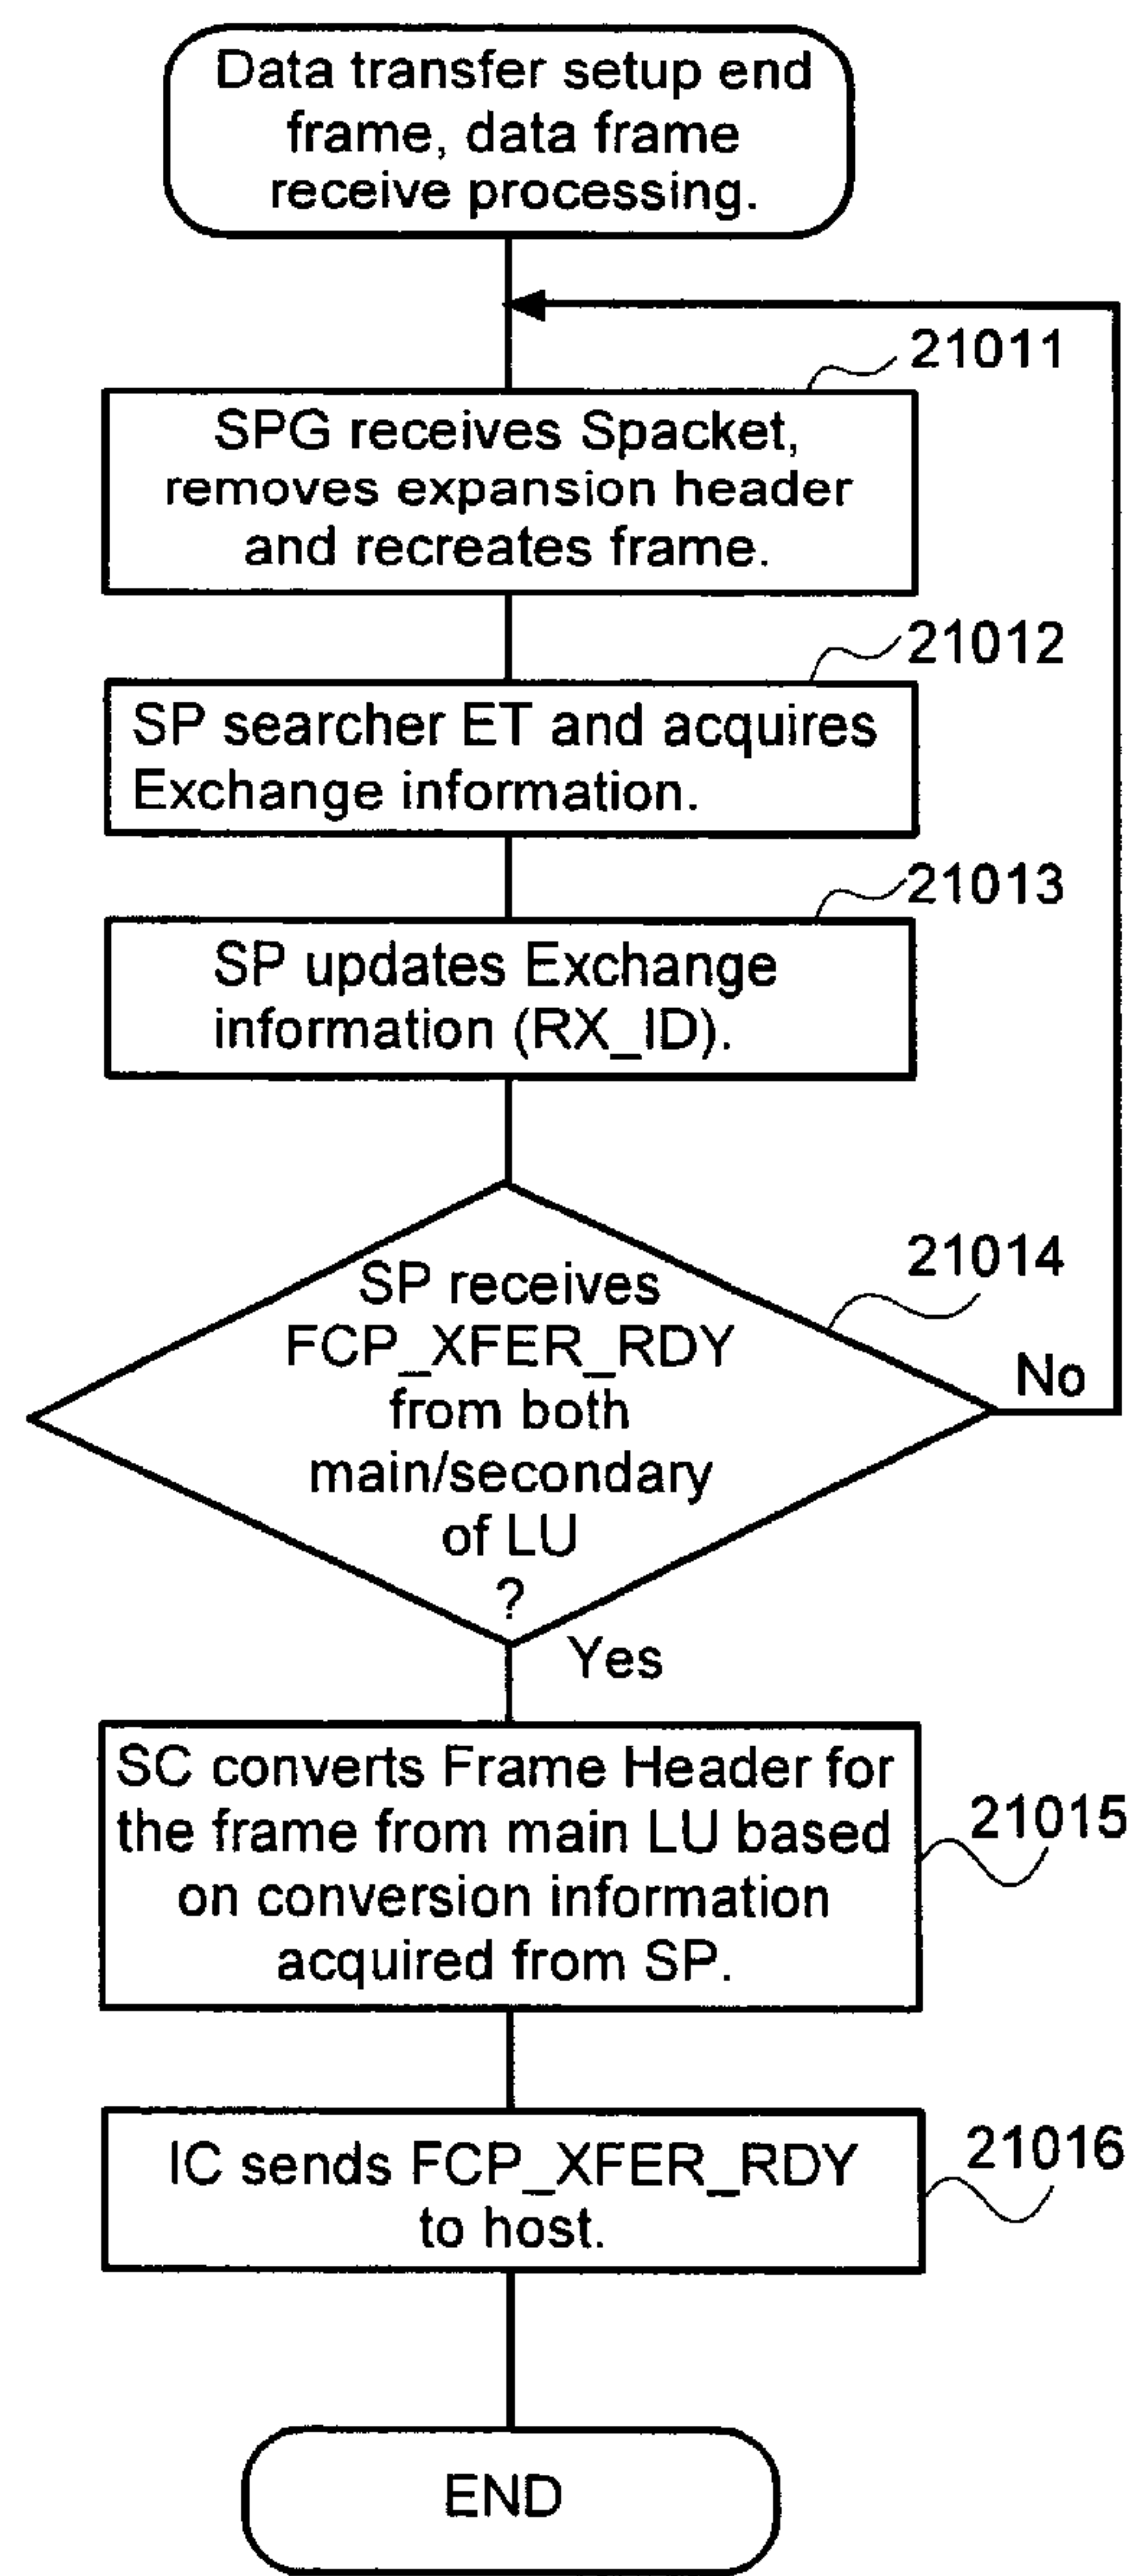 Data transfer setup end
frame, data frame
receive processing.
21011
SPG receives Spacket,
removes expansion header
and recreates frame.
21012
SP searcher ET and acquires
Exchange information.
21013
SP updates Exchange
information (RX_ID).
21014
SP receives
FCP_XFER_RDY
from both
main/secondary
of LU
?
No
Yes
SC converts Frame Header for
the frame from main LU based
on conversion information
acquired from SP.
21015
IC sends FCP_XFER_RDY
to host.
21016
END